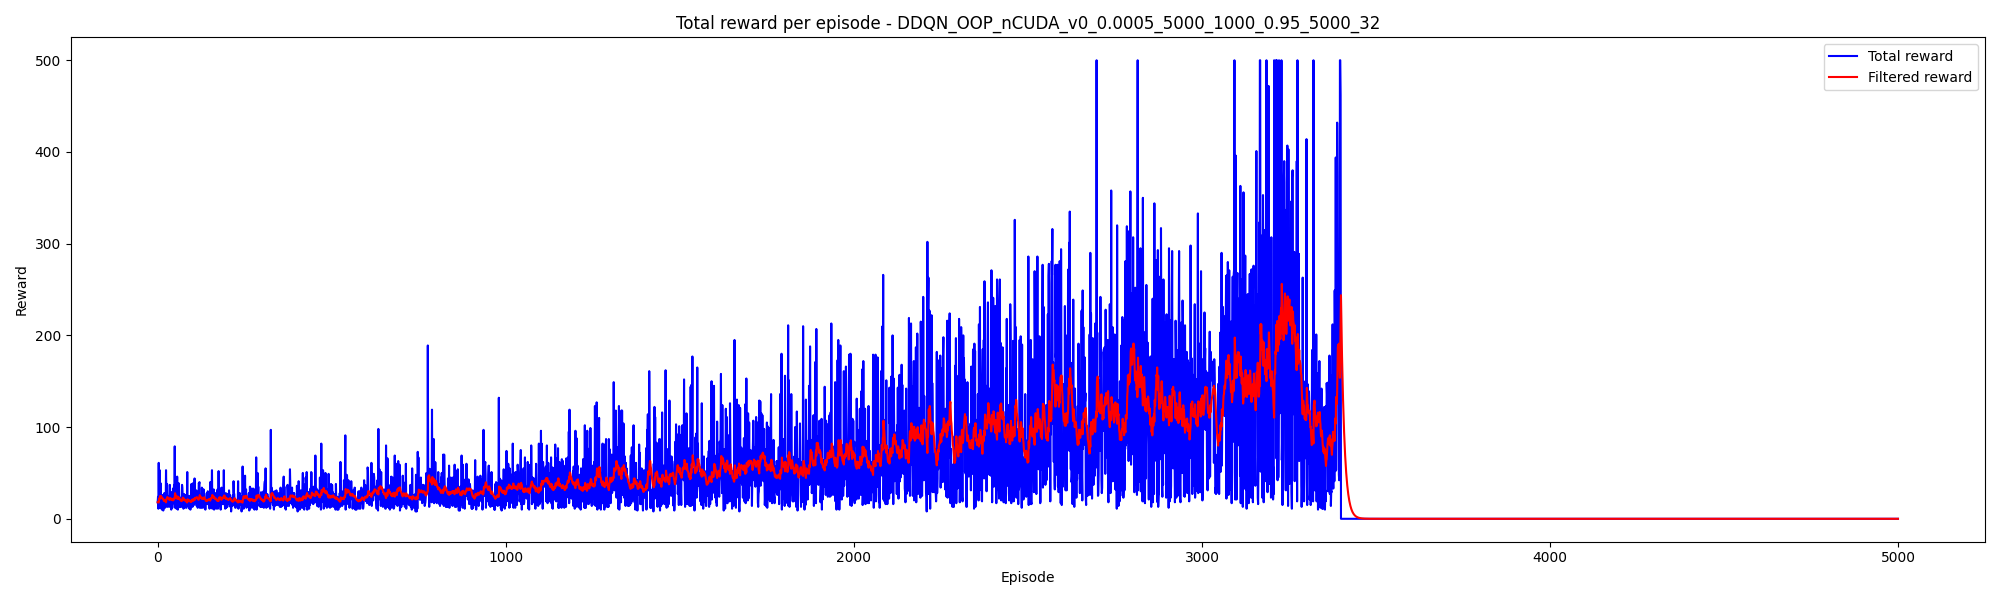 Total reward per episode - DDQN_OOP_nCUDA_v0_0.0005_5000_1000_0.95_5000_32
Total reward
Filtered reward
500
400
300
200
100
0
Reward
0
1000
2000
3000
4000
5000
Episode